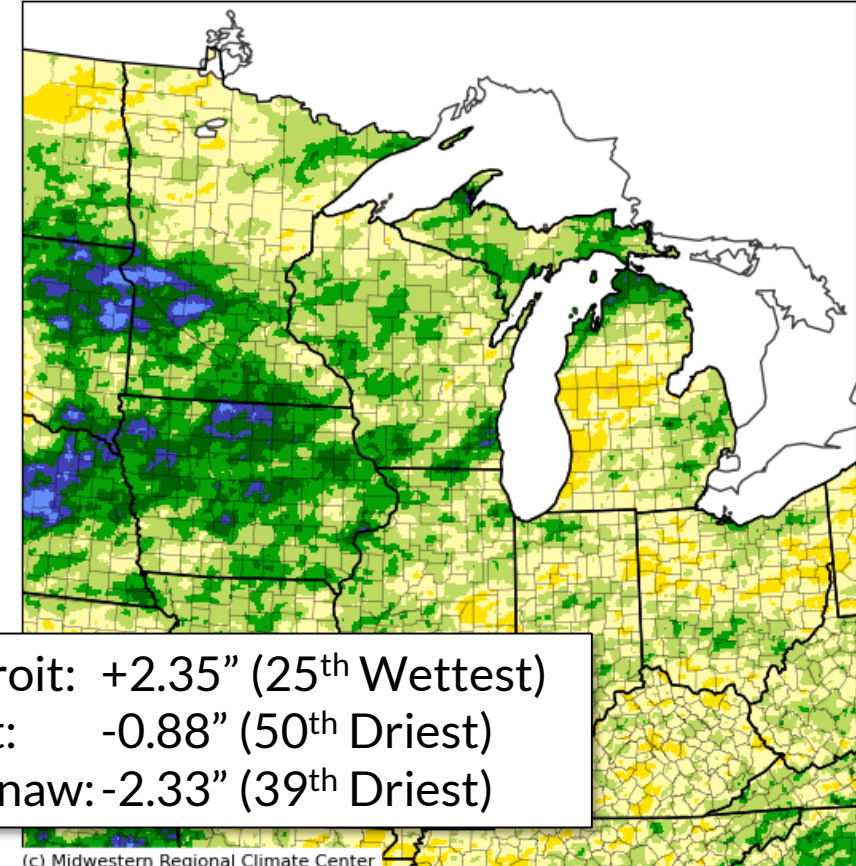 roit: +2.35” (25th Wettest)
t: -0.88” (50th Driest)
naw: -2.33” (39th Driest)
(c) Midwestern Regional Climate Center